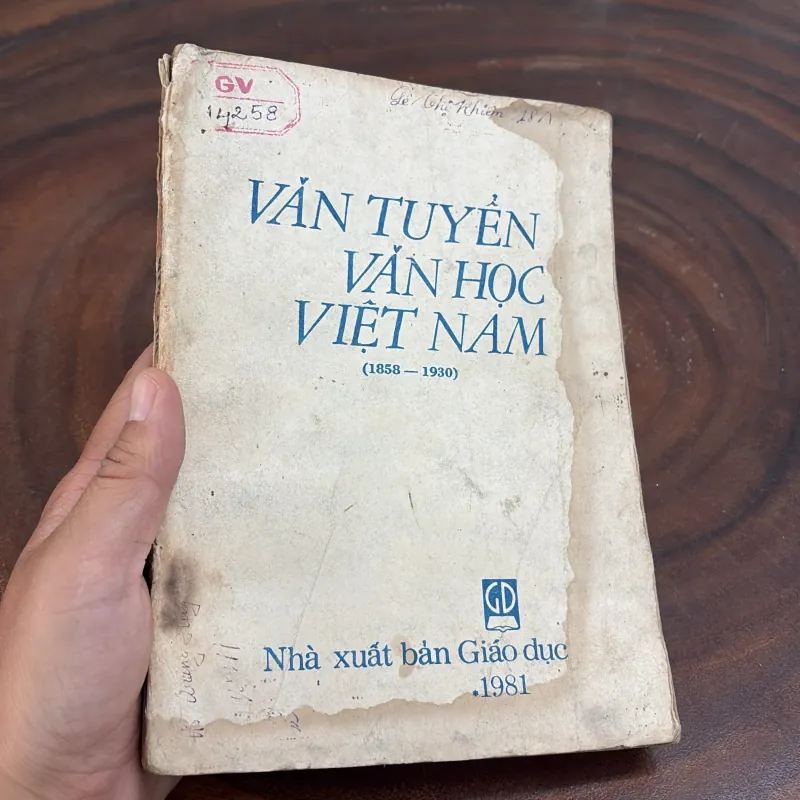 GV
14258
VĂN TUYỂN
VĂN HỌC
VIỆT NAM
(1858 — 1930)
GD
Nhà xuất bản Giáo dục
1981